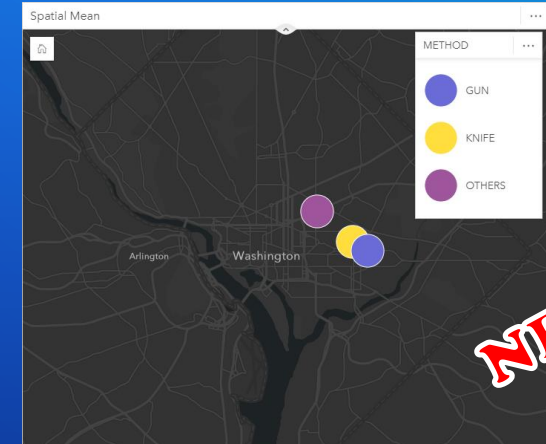 Spatial Mean
METHOD
GUN
KNIFE
OTHERS
Arlington
Washington